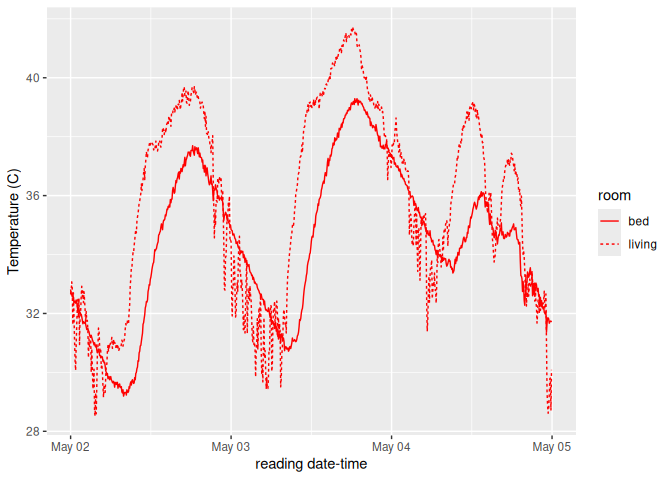 40
36
32
28
Temperature (C)
May 02
May 03
May 04
May 05
reading date-time
room
bed
living